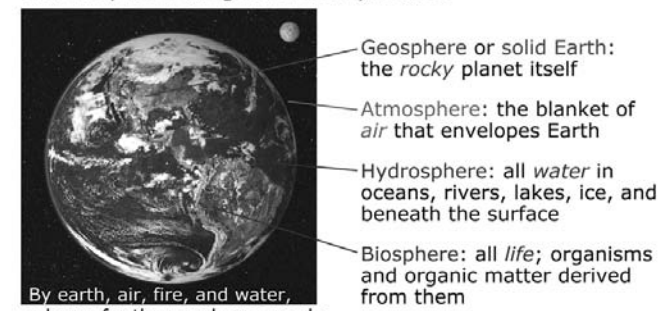 Geosphere or solid Earth:
the rocky planet itself
Atmosphere: the blanket of
air that envelopes Earth
Hydrosphere: all water in
oceans, rivers, lakes, ice, and
beneath the surface
Biosphere: all life; organisms
and organic matter derived
from them
By earth, air, fire, and water,